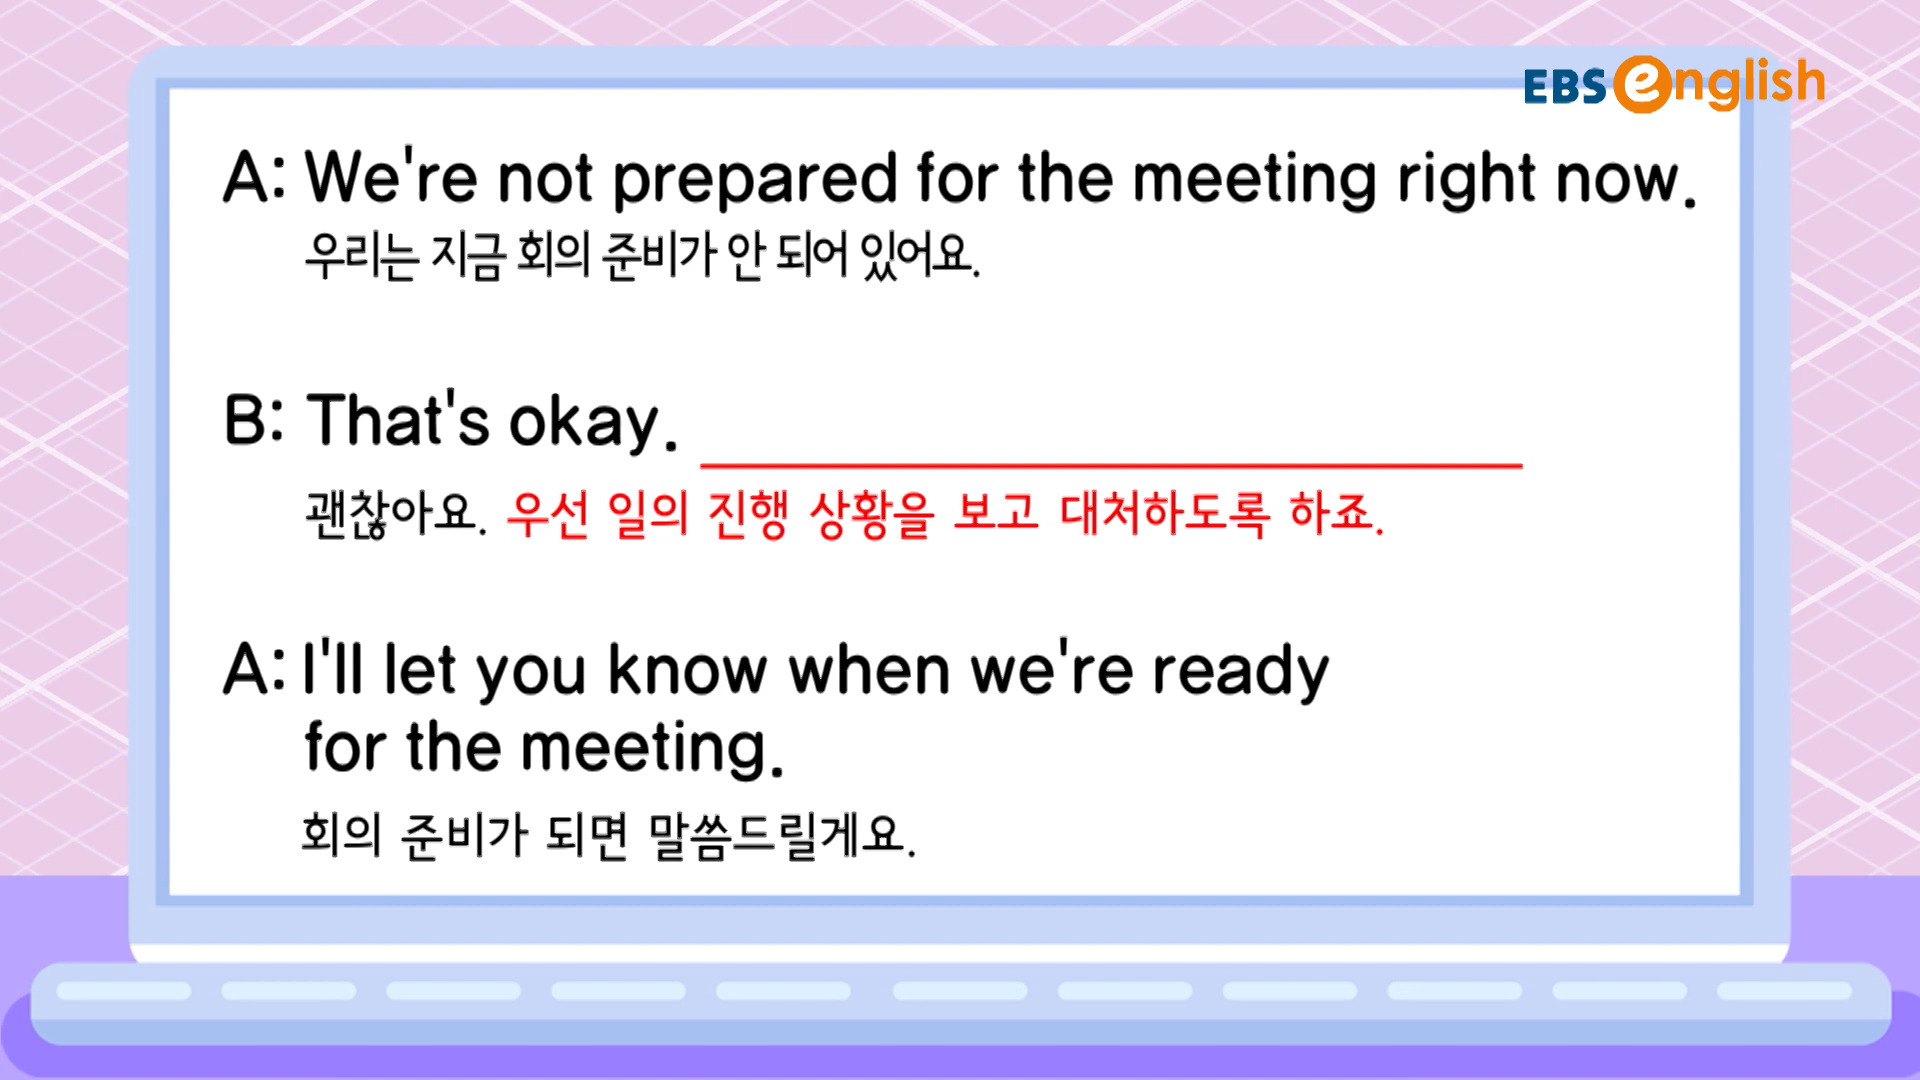 EBS English
A: We're not prepared for the meeting right now.
우리는 지금 회의 준비가 안 되어 있어요.
B: That's okay.
괜찮아요. 우선 일의 진행 상황을 보고 대처하도록 하죠.
A: I'll let you know when we're ready
for the meeting.
회의 준비가 되면 말씀드릴게요.